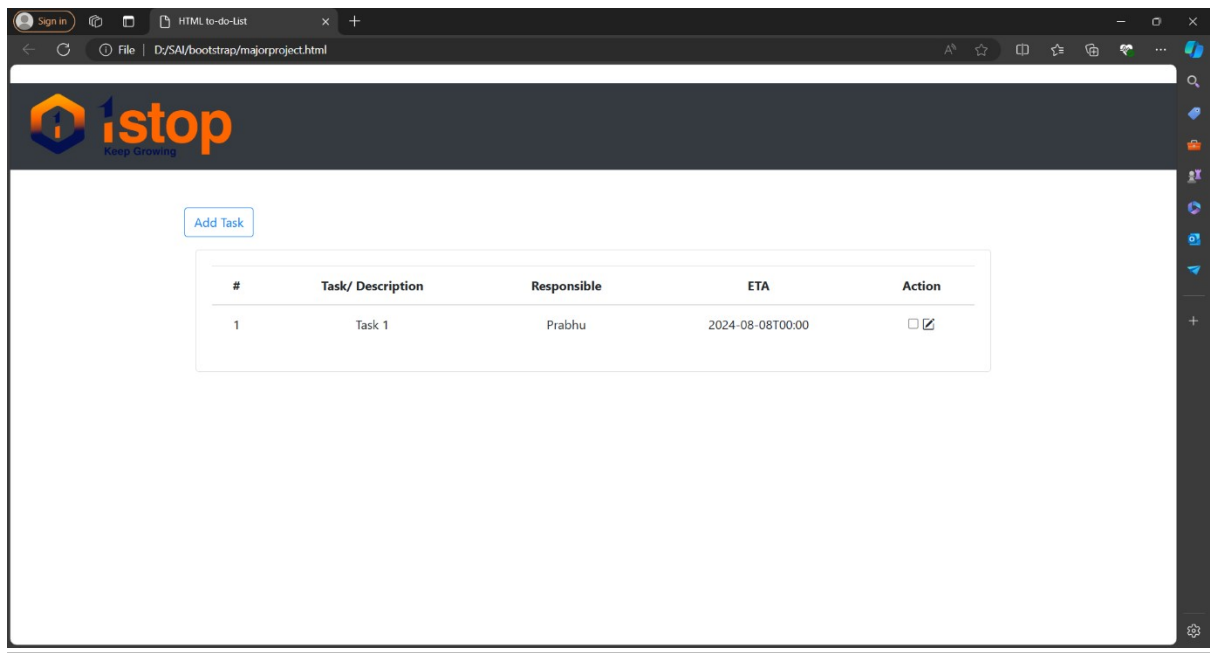 Sign in
HTML to-do-List
File | D:/SAI/bootstrap/majorproject.html
1stop
Keep Growing
Add Task
# Task/ Description Responsible ETA Action
1 Task 1 Prabhu 2024-08-08T00:00